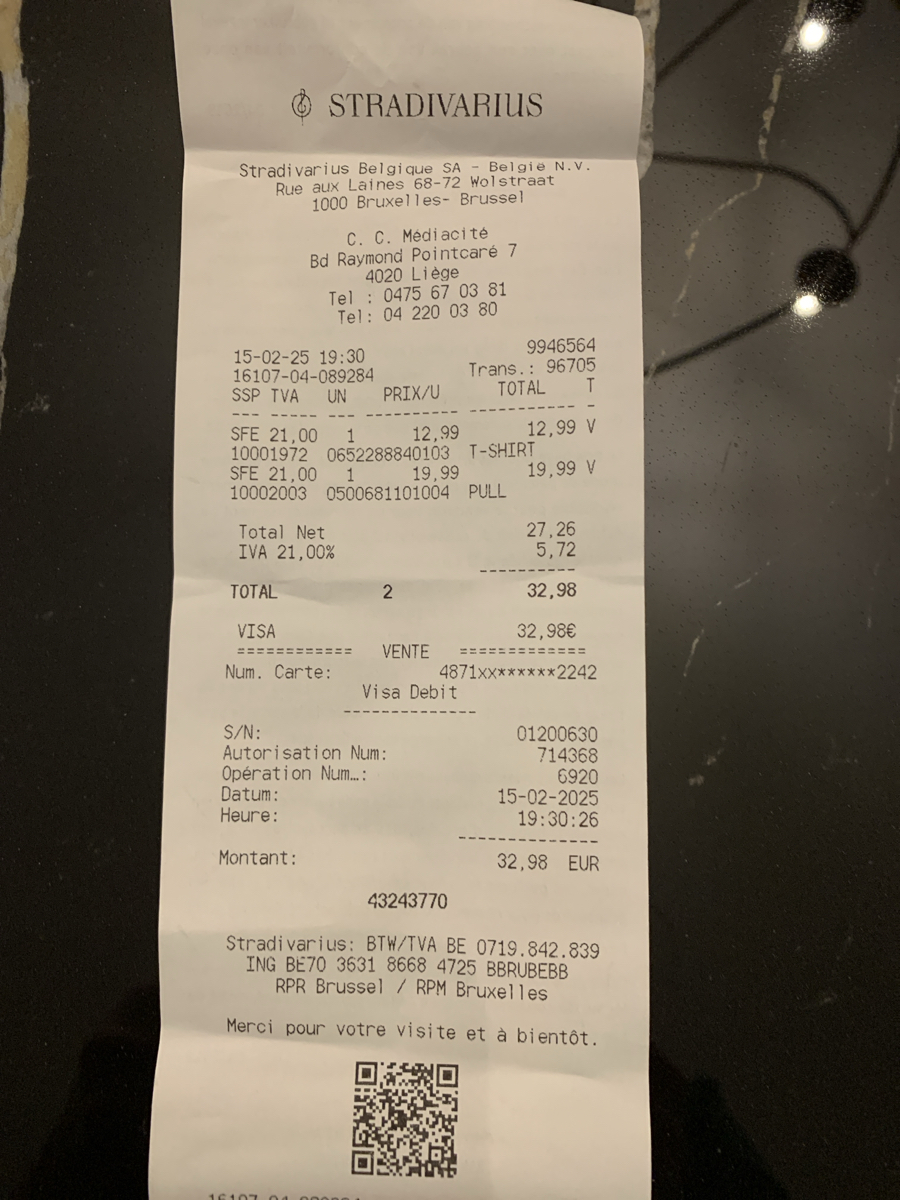 STRADIVARIUS
Stradivarius Belgique SA - België N.V.
Rue aux Laines 68-72 Wolstraat
1000 Bruxelles- Brussel
C. C. Médiacité
Bd Raymond Pointcaré 7
4020 Liège
Tel : 0475 67 03 81
Tel: 04 220 03 80
9946564
15-02-25 19:30
16107-04-089284 Trans.: 96705
SSP TVA UN PRIX/U TOTAL T
--- ----- --- ---------- ----------- -
SFE 21,00 1 12,99 12,99 V
10001972 0652288840103 T-SHIRT
SFE 21,00 1 19,99 19,99 V
10002003 0500681101004 PULL
Total Net 27,26
IVA 21,00% 5,72
----------
TOTAL 2 32,98
VISA 32,98€
============ VENTE =============
Num. Carte: 4871xx******2242
Visa Debit
--------------
S/N: 01200630
Autorisation Num: 714368
Opération Num…: 6920
Datum: 15-02-2025
Heure: 19:30:26
--------------
Montant: 32,98 EUR
43243770
Stradivarius: BTW/TVA BE 0719.842.839
ING BE70 3631 8668 4725 BBRUBEBB
RPR Brussel / RPM Bruxelles
Merci pour votre visite et à bientôt.